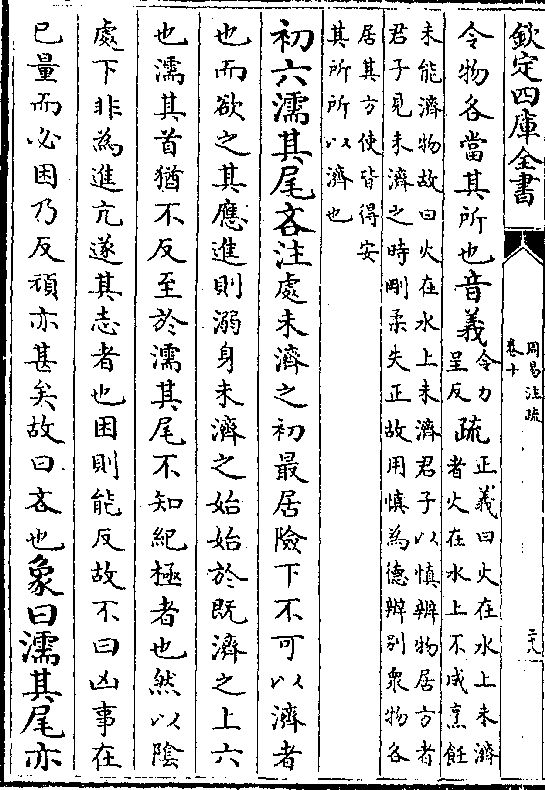 欽定四庫全書
周易注疏
卷十
二十八
令物各當其所也音義令力呈反疏正義曰火在水上未濟者火在水上不成烹飪
未能濟物故曰火在水上未濟君子以慎辨物居方者
君子見未濟之時剛柔失正故用慎為德辨別衆物各
居其方使皆得安
其所所以濟也
初六濡其尾吝注處未濟之初最居險下不可以濟者
也而欲之其應進則溺身未濟之始始於既濟之上六
也濡其首猶不反至於濡其尾不知紀極者也然以陰
處下非為進亢遂其志者也困則能反故不曰凶事在
已量而必困乃反頑亦甚矣故曰吝也象曰濡其尾亦